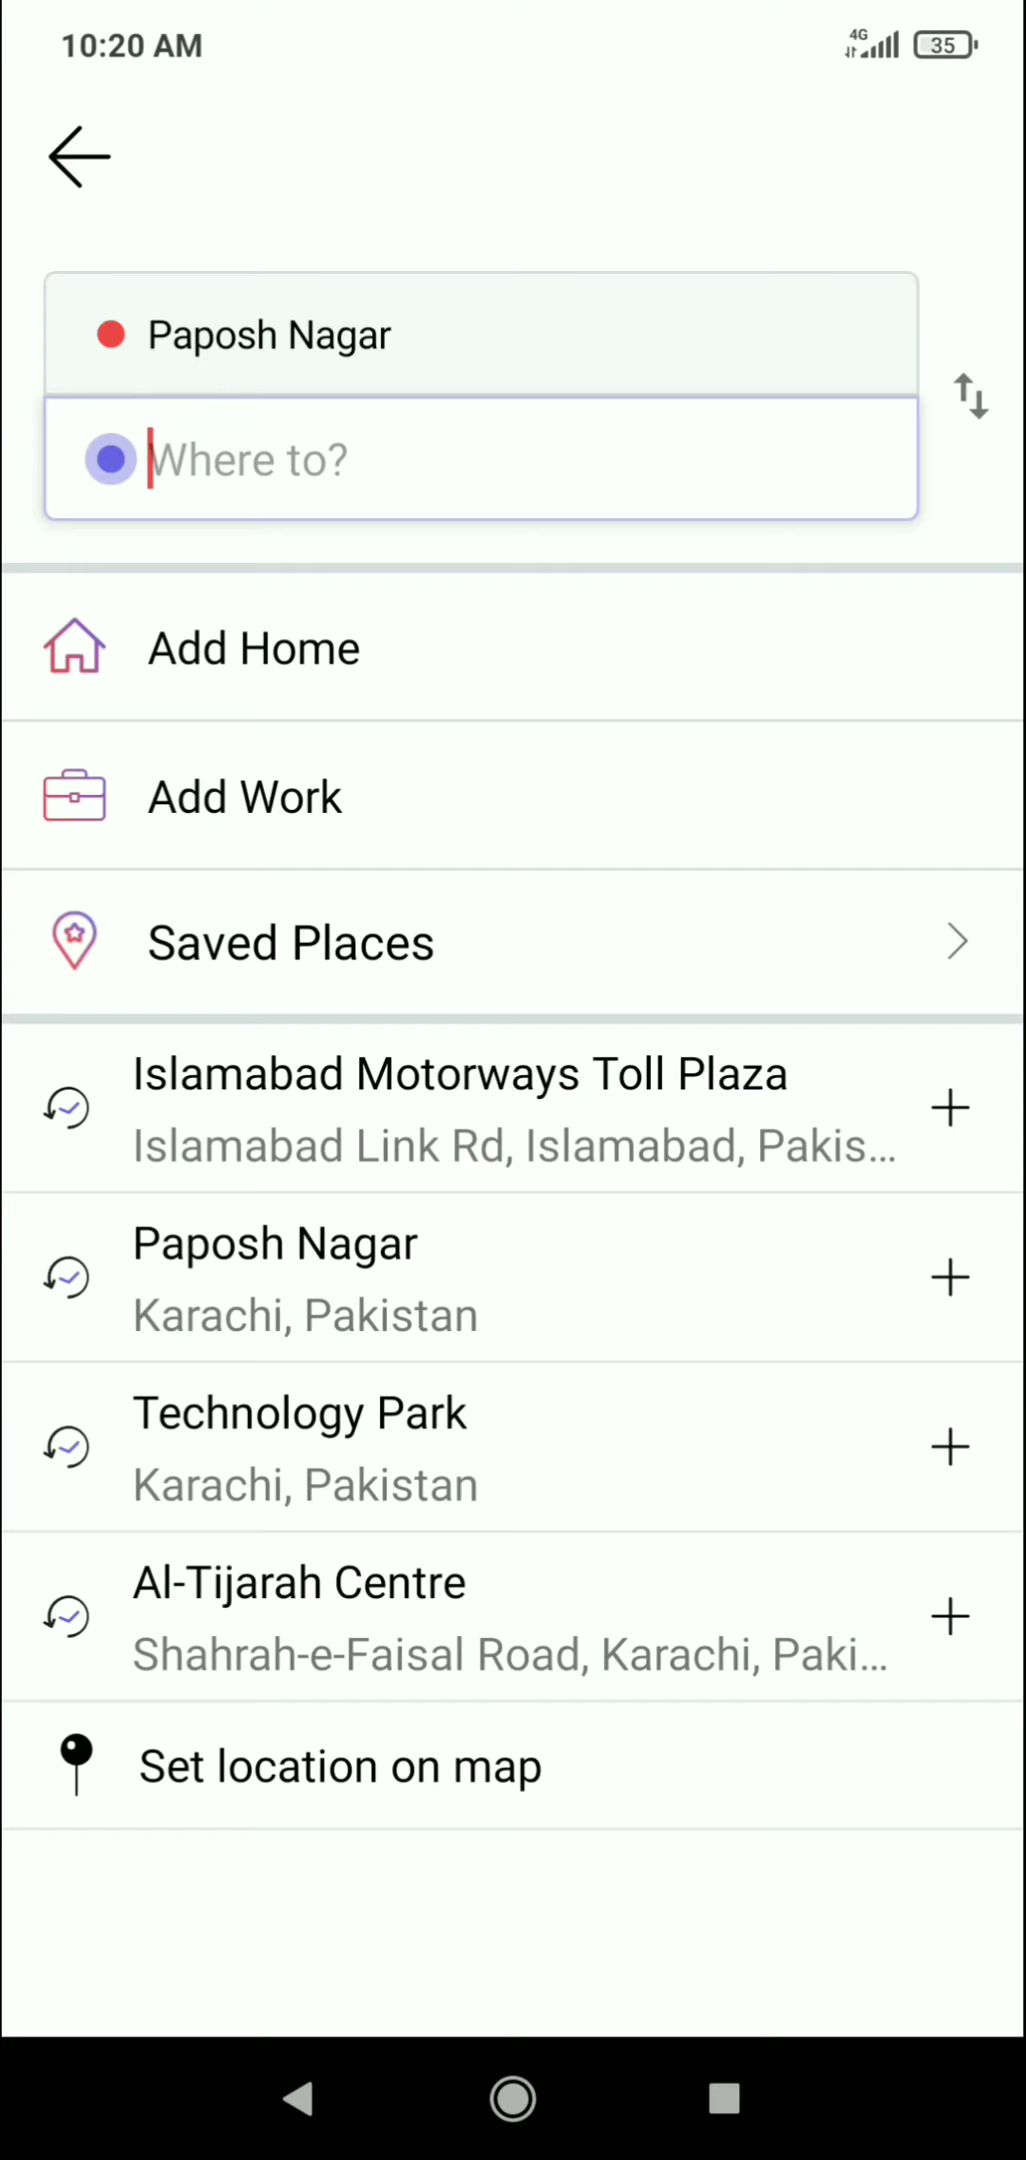 10:20 AM
4G
35
Paposh Nagar
Where to?
Add Home
Add Work
Saved Places
Islamabad Motorways Toll Plaza
Islamabad Link Rd, Islamabad, Pakis...
Paposh Nagar
Karachi, Pakistan
Technology Park
Karachi, Pakistan
Al-Tijarah Centre
Shahrah-e-Faisal Road, Karachi, Paki...
Set location on map